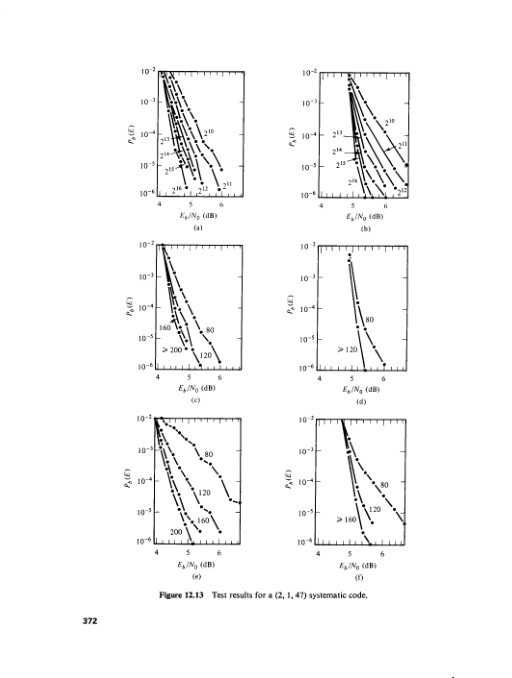 10⁻² 10⁻²
10⁻³ 10⁻³
2¹⁰ 2¹⁰
10⁻⁴ 10⁻⁴
P_b(E) P_b(E)
2¹³ 2¹³ 2¹¹
2¹⁴ 2¹⁴
10⁻⁵ 10⁻⁵
2¹⁵ 2¹⁵
2¹⁶ 2¹² 2¹¹ 2¹⁶ 2¹²
10⁻⁶ 10⁻⁶
4 5 6 4 5 6
E_b/N₀ (dB) E_b/N₀ (dB)
(a) (b)
10⁻² 10⁻²
10⁻³ 10⁻³
P_b(E) P_b(E)
10⁻⁴ 10⁻⁴
160 80 80
10⁻⁵ 10⁻⁵
⩾ 200 120 ⩾ 120
10⁻⁶ 10⁻⁶
4 5 6 4 5 6
E_b/N₀ (dB) E_b/N₀ (dB)
(c) (d)
10⁻² 10⁻²
10⁻³ 10⁻³
80
P_b(E) P_b(E)
10⁻⁴ 10⁻⁴
80
120
10⁻⁵ 10⁻⁵
160 120
200 ⩾ 160
10⁻⁶ 10⁻⁶
4 5 6 4 5 6
E_b/N₀ (dB) E_b/N₀ (dB)
(e) (f)
Figure 12.13 Test results for a (2, 1, 47) systematic code.
372